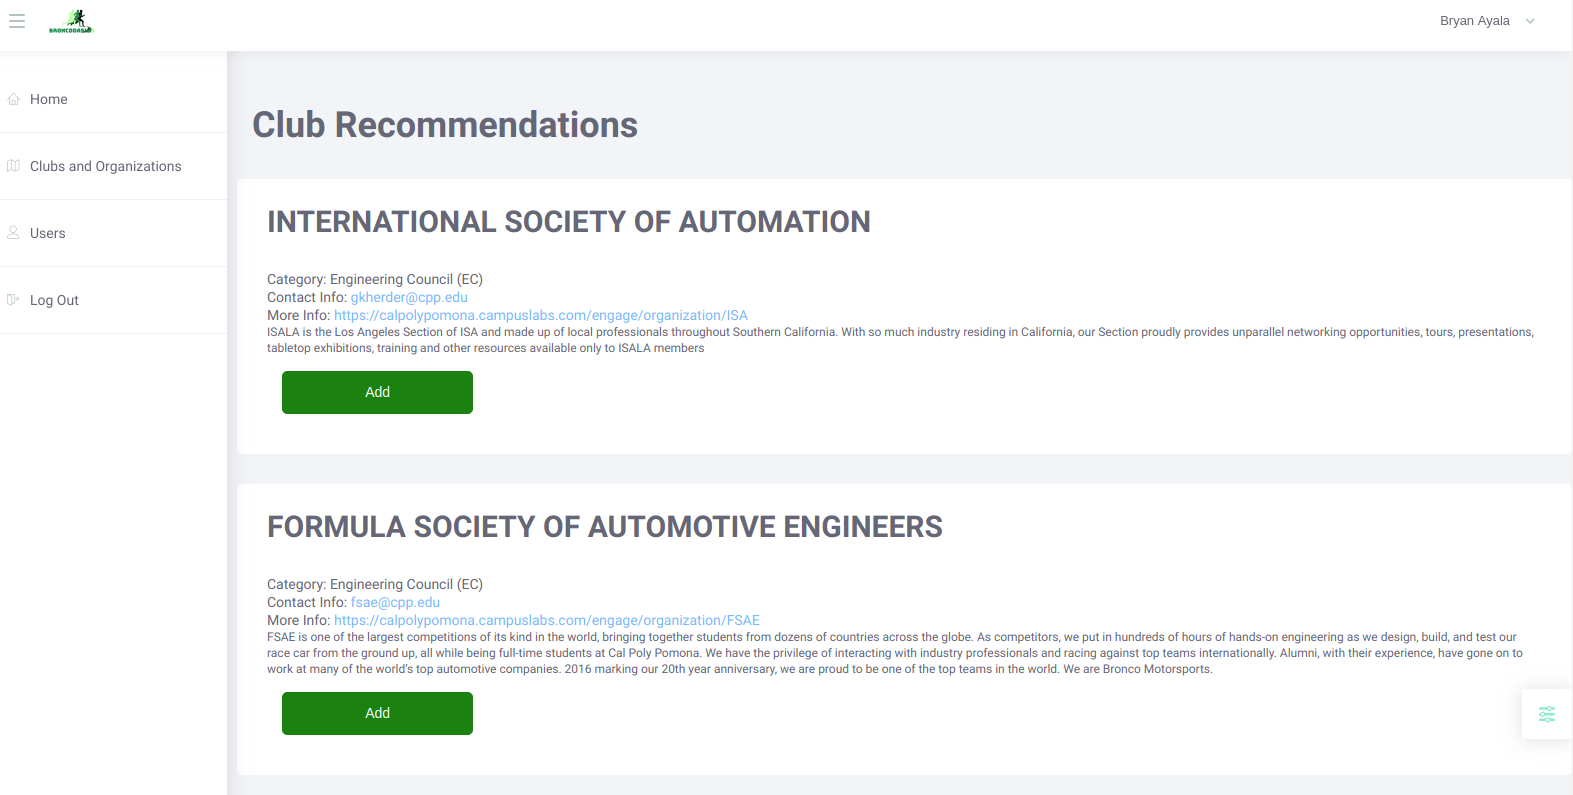 BRONCODASH
Bryan Ayala
Home
Clubs and Organizations
Users
Log Out
Club Recommendations
INTERNATIONAL SOCIETY OF AUTOMATION
Category: Engineering Council (EC)
Contact Info: gkherder@cpp.edu
More Info: https://calpolypomona.campuslabs.com/engage/organization/ISA
ISALA is the Los Angeles Section of ISA and made up of local professionals throughout Southern California. With so much industry residing in California, our Section proudly provides unparallel networking opportunities, tours, presentations,
tabletop exhibitions, training and other resources available only to ISALA members
Add
FORMULA SOCIETY OF AUTOMOTIVE ENGINEERS
Category: Engineering Council (EC)
Contact Info: fsae@cpp.edu
More Info: https://calpolypomona.campuslabs.com/engage/organization/FSAE
FSAE is one of the largest competitions of its kind in the world, bringing together students from dozens of countries across the globe. As competitors, we put in hundreds of hours of hands-on engineering as we design, build, and test our
race car from the ground up, all while being full-time students at Cal Poly Pomona. We have the privilege of interacting with industry professionals and racing against top teams internationally. Alumni, with their experience, have gone on to
work at many of the world's top automotive companies. 2016 marking our 20th year anniversary, we are proud to be one of the top teams in the world. We are Bronco Motorsports.
Add